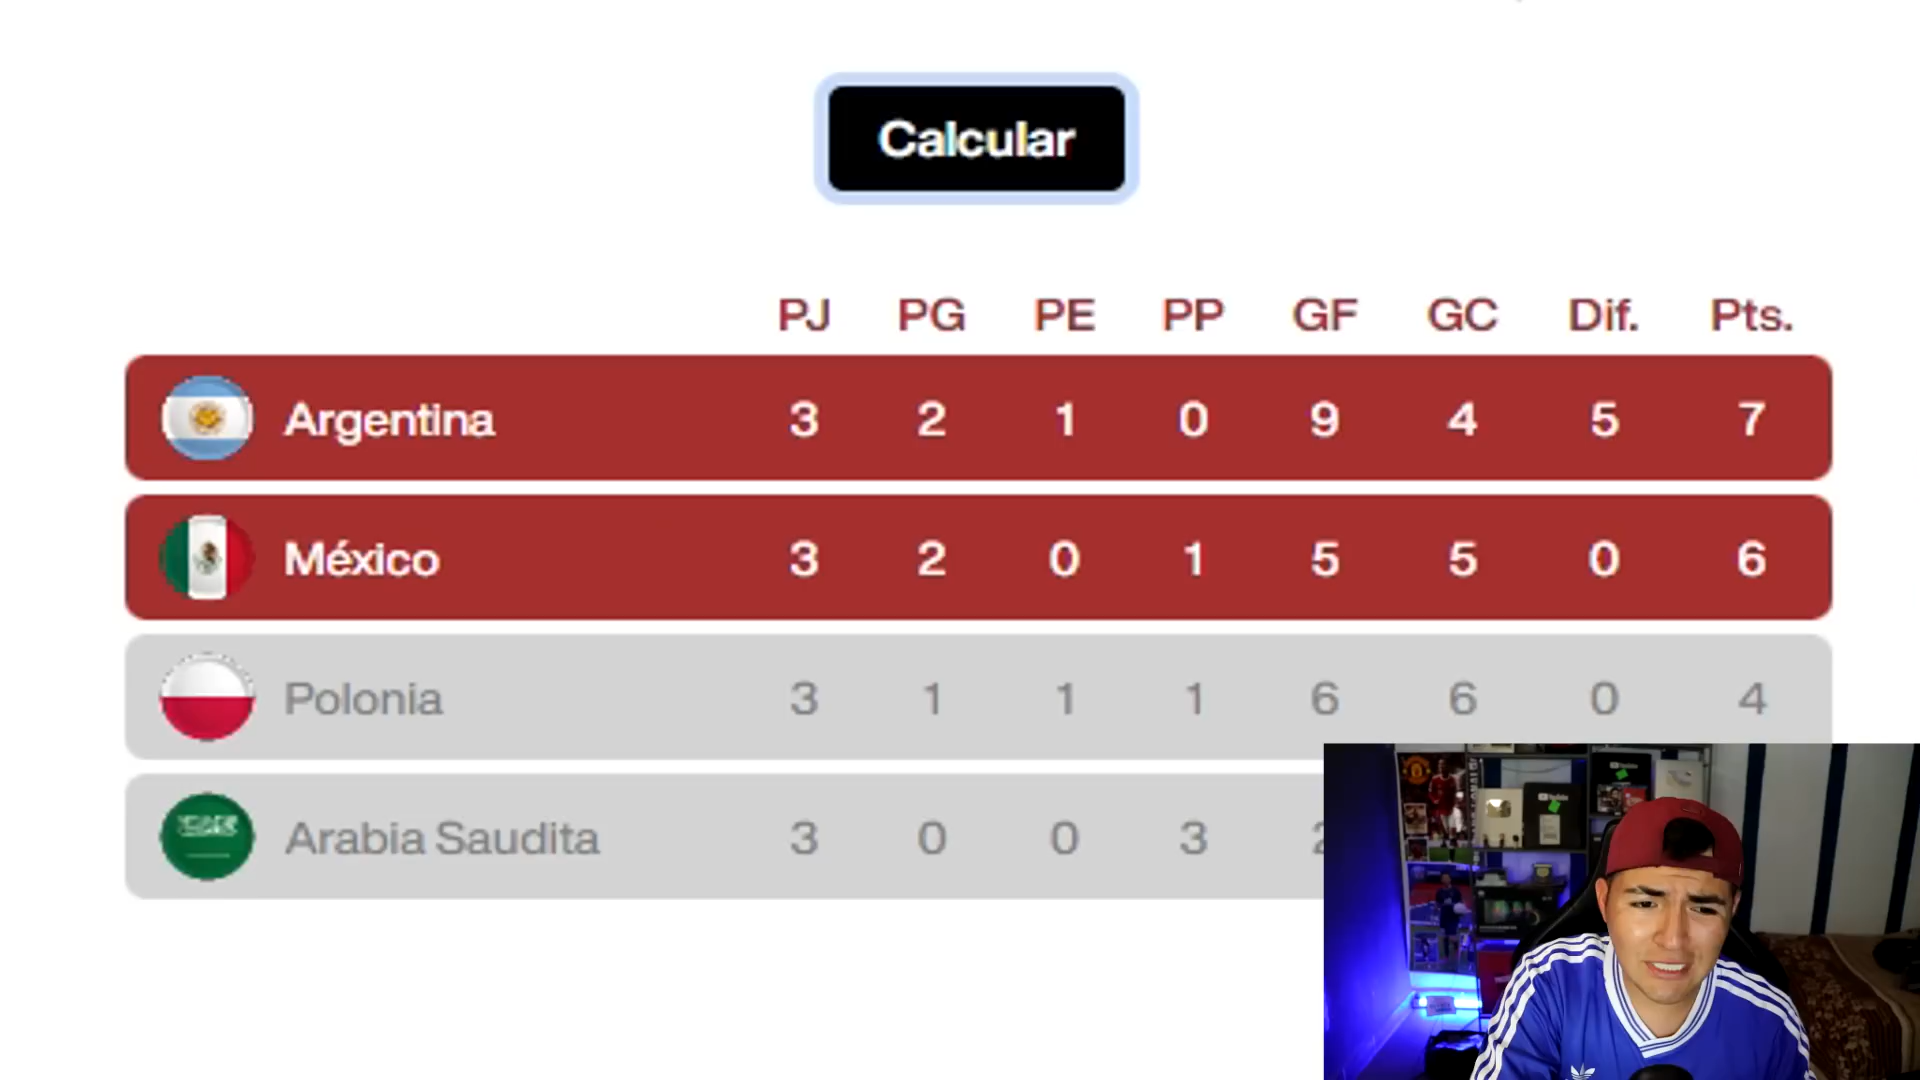 Calcular
PJ PG PE PP GF GC Dif. Pts.
Argentina 3 2 1 0 9 4 5 7
México 3 2 0 1 5 5 0 6
Polonia 3 1 1 1 6 6 0 4
Arabia Saudita 3 0 0 3